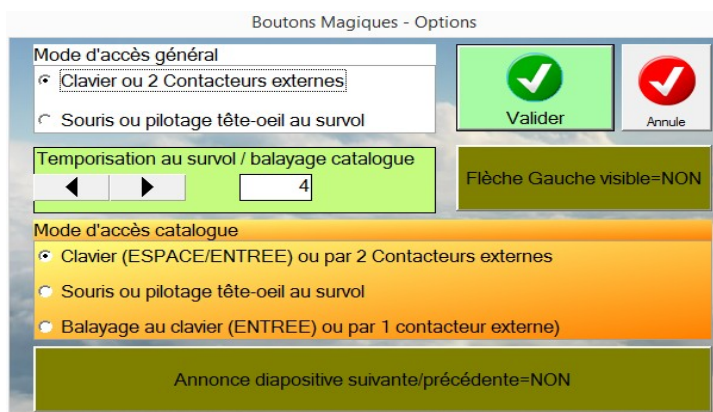 Boutons Magiques - Options
Mode d'accès général
Clavier ou 2 Contacteurs externes
Souris ou pilotage tête-oeil au survol
Valider
Annule
Temporisation au survol / balayage catalogue
4
Flèche Gauche visible=NON
Mode d'accès catalogue
Clavier (ESPACE/ENTREE) ou par 2 Contacteurs externes
Souris ou pilotage tête-oeil au survol
Balayage au clavier (ENTREE) ou par 1 contacteur externe)
Annonce diapositive suivante/précédente=NON